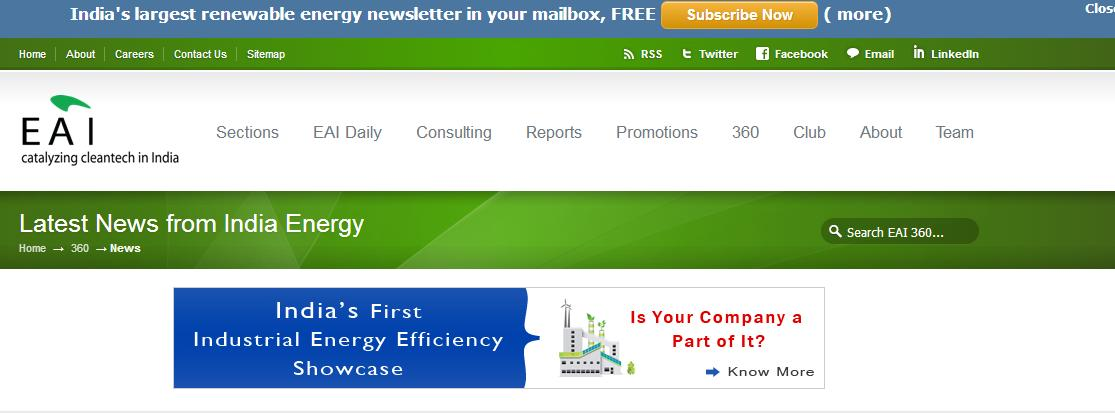 India's largest renewable energy newsletter in your mailbox, FREE Subscribe Now ( more)
Home About Careers Contact Us Sitemap RSS Twitter Facebook Email LinkedIn
EAI
catalyzing cleantech in India
Sections EAI Daily Consulting Reports Promotions 360 Club About Team
Latest News from India Energy
Home → 360 → News
Search EAI 360...
India's First
Industrial Energy Efficiency
Showcase
Is Your Company a
Part of It?
Know More